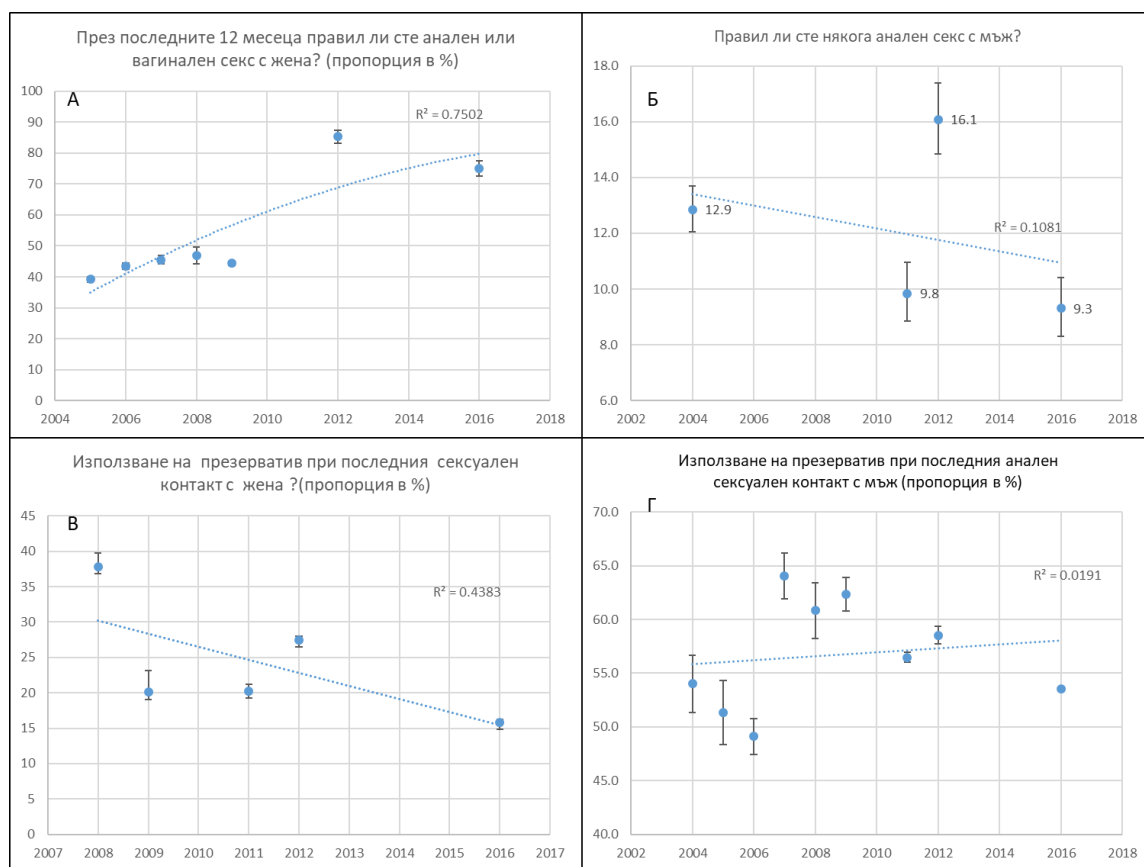 През последните 12 месеца правил ли сте анален или
вагинален секс с жена? (пропорция в %)
А
R² = 0.7502
100
90
80
70
60
50
40
30
20
10
0
2004 2006 2008 2010 2012 2014 2016 2018
Правил ли сте някога анален секс с мъж?
Б
18.0
16.0
14.0
12.0
10.0
8.0
6.0
16.1
12.9
R² = 0.1081
9.8
9.3
2002 2004 2006 2008 2010 2012 2014 2016 2018
Използване на презерватив при последния сексуален
контакт с жена ?(пропорция в %)
В
45
40
35
30
25
20
15
10
5
0
R² = 0.4383
2007 2008 2009 2010 2011 2012 2013 2014 2015 2016 2017
Използване на презерватив при последния анален
сексуален контакт с мъж (пропорция в %)
Г
70.0
65.0
60.0
55.0
50.0
45.0
40.0
R² = 0.0191
2002 2004 2006 2008 2010 2012 2014 2016 2018